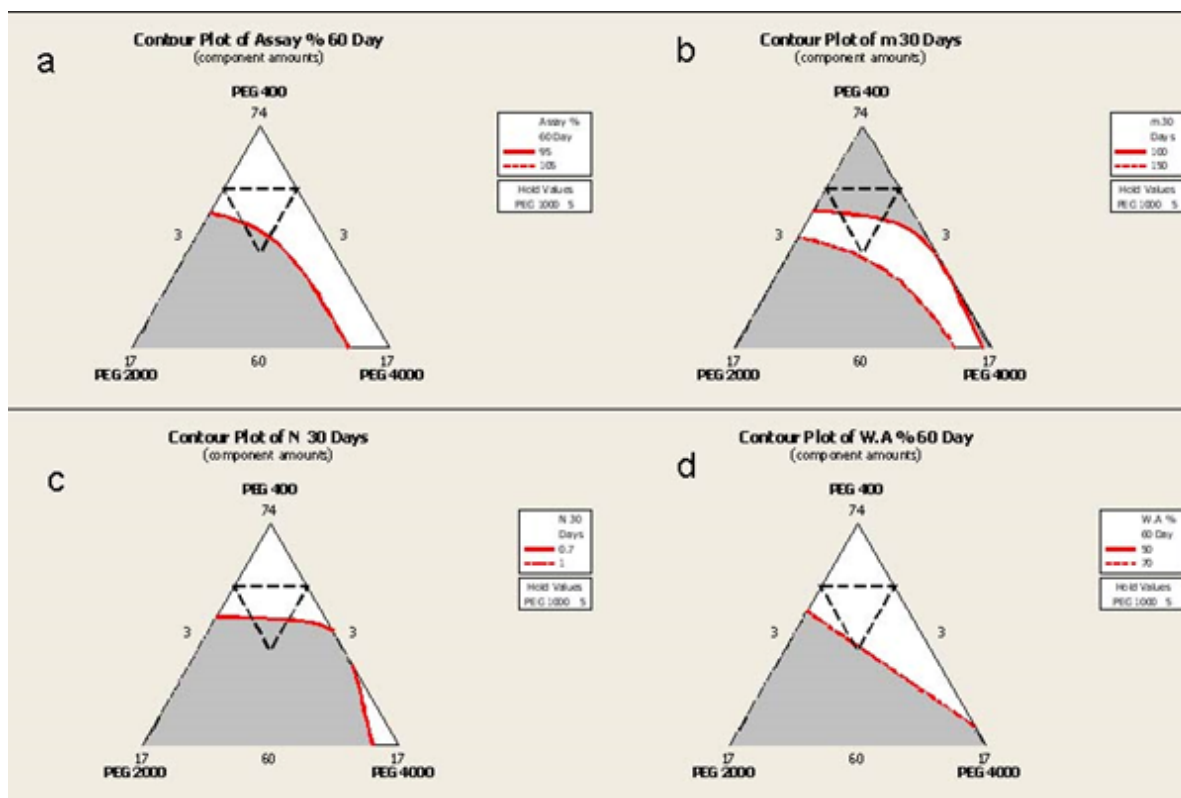 a
Contour Plot of Assay % 60 Day
(component amounts)
PEG 400
74
Assay %
60 Day
95
105
Hold Values
PEG 1000 5
3
3
17
60
17
PEG 2000
PEG 4000
b
Contour Plot of m 30 Days
(component amounts)
PEG 400
74
m 30
Days
100
150
Hold Values
PEG 1000 5
3
3
17
60
17
PEG 2000
PEG 4000
c
Contour Plot of N 30 Days
(component amounts)
PEG 400
74
N 30
Days
0.7
1
Hold Values
PEG 1000 5
3
3
17
60
17
PEG 2000
PEG 4000
d
Contour Plot of W.A % 60 Day
(component amounts)
PEG 400
74
W.A %
60 Day
50
70
Hold Values
PEG 1000 5
3
3
17
60
17
PEG 2000
PEG 4000